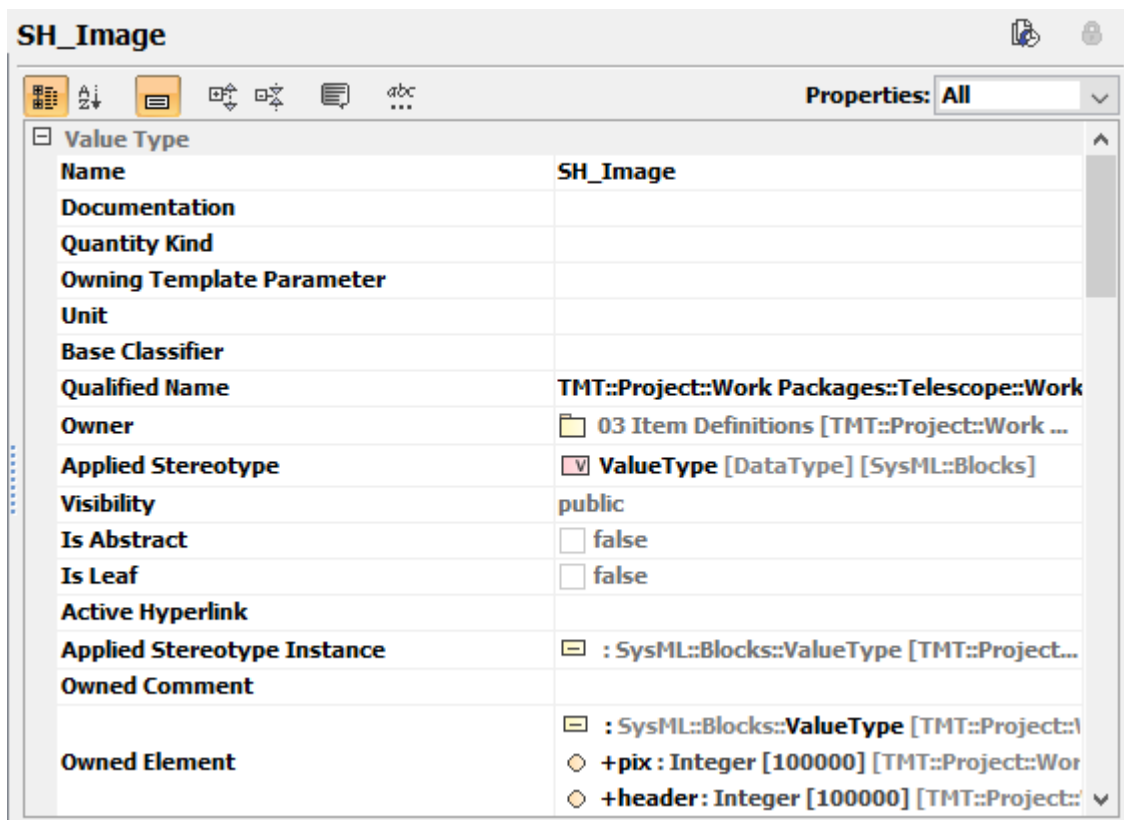 SH_Image
A Z
abc
Properties: All
Value Type
Name SH_Image
Documentation
Quantity Kind
Owning Template Parameter
Unit
Base Classifier
Qualified Name TMT::Project::Work Packages::Telescope::Work
Owner 03 Item Definitions [TMT::Project::Work ...
Applied Stereotype V ValueType [DataType] [SysML::Blocks]
Visibility public
Is Abstract false
Is Leaf false
Active Hyperlink
Applied Stereotype Instance : SysML::Blocks::ValueType [TMT::Project...
Owned Comment
Owned Element
: SysML::Blocks::ValueType [TMT::Project::
+pix : Integer [100000] [TMT::Project::Wor
+header : Integer [100000] [TMT::Project::